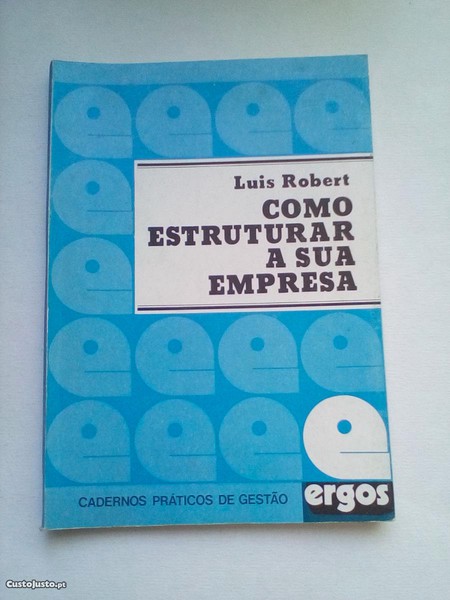 Luis Robert
COMO
ESTRUTURAR
A SUA
EMPRESA
ergos
CADERNOS PRÁTICOS DE GESTÃO
CustoJusto.pt